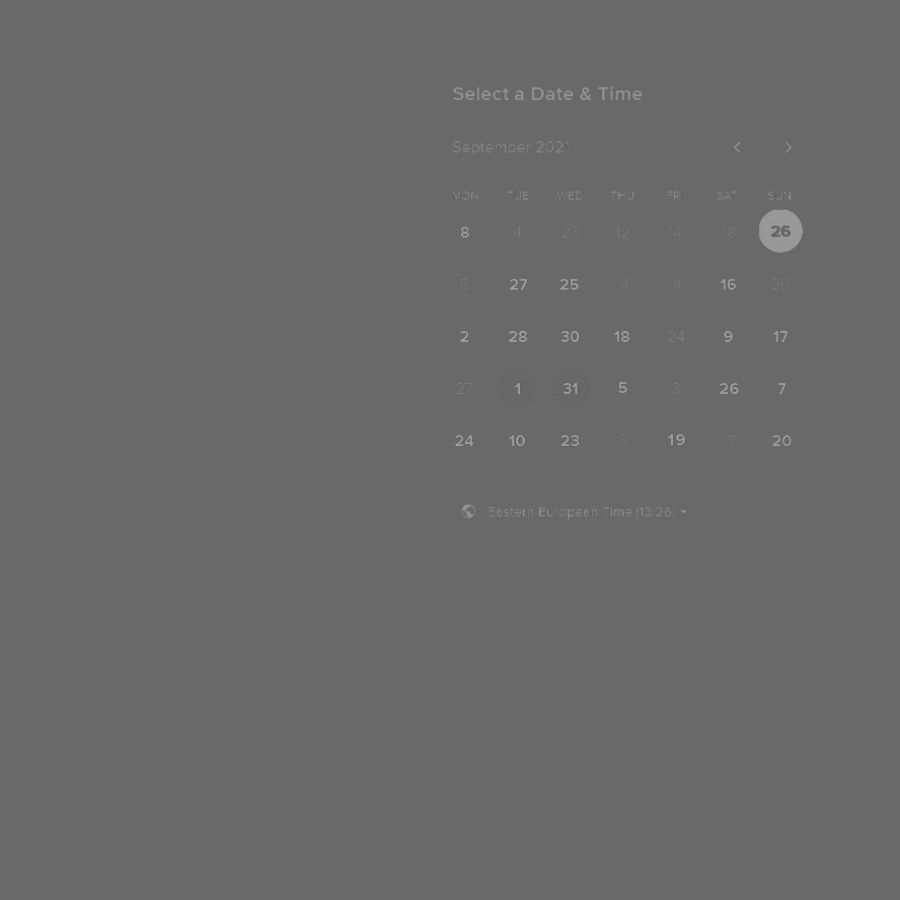 Select a Date & Time
September 2021
MON TUE WED THU FRI SAT SUN
8 4 25 12 14 18 26
5 27 25 14 14 16 26
2 28 30 18 24 9 17
27 1 31 5 3 26 7
24 10 23 6 19 17 20
Eastern European Time (13:26)